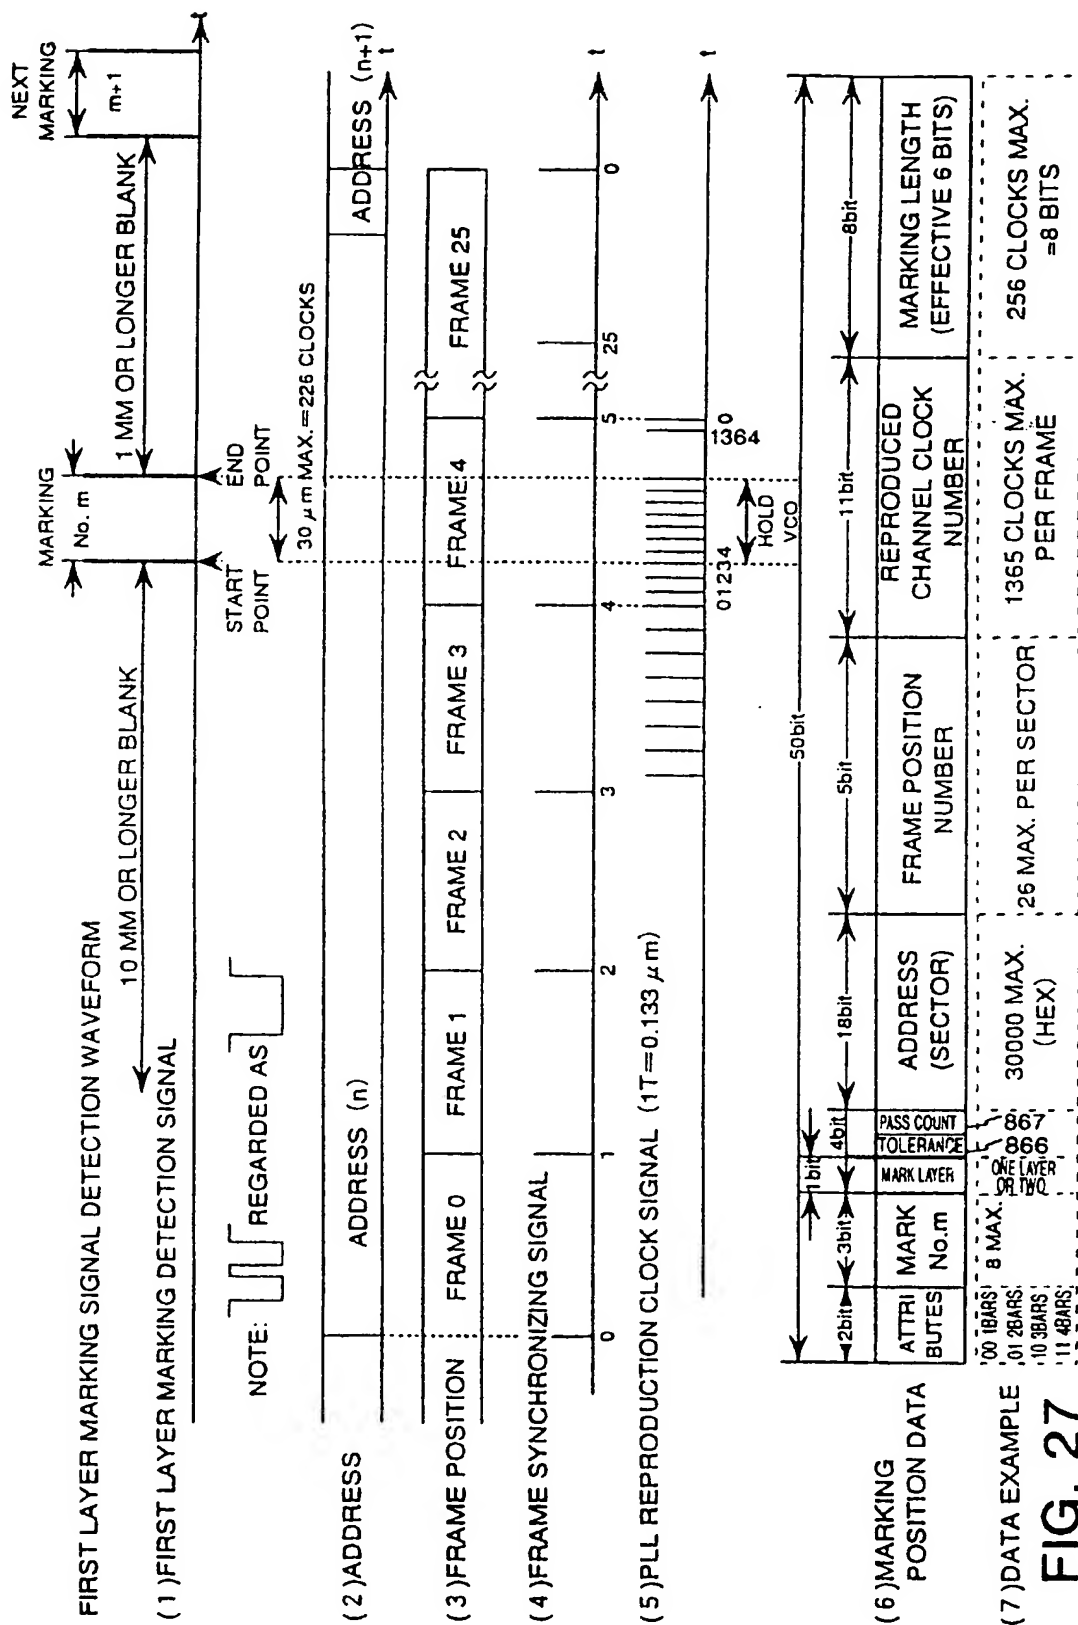 FIRST LAYER MARKING SIGNAL DETECTION WAVEFORM
(1)FIRST LAYER MARKING DETECTION SIGNAL
10 MM OR LONGER BLANK
MARKING
No. m
1 MM OR LONGER BLANK
NEXT
MARKING
m+1
t
START
POINT
END
POINT
NOTE:
REGARDED AS
30 μm MAX.=226 CLOCKS
(2)ADDRESS
ADDRESS (n)
ADDRESS (n+1)
t
(3)FRAME POSITION
FRAME 0
FRAME 1
FRAME 2
FRAME 3
FRAME 4
FRAME 25
(4)FRAME SYNCHRONIZING SIGNAL
0
1
2
3
4
5
25
0
t
(5)PLL REPRODUCTION CLOCK SIGNAL (1T=0.133 μm)
01234
1364
0
t
HOLD
VCO
50bit
2bit
3bit
1bit
4bit
18bit
5bit
11bit
8bit
(6)MARKING
POSITION DATA
ATTRI
BUTES
MARK
No.m
MARK LAYER
TOLERANCE
PASS COUNT
ADDRESS
(SECTOR)
FRAME POSITION
NUMBER
REPRODUCED
CHANNEL CLOCK
NUMBER
MARKING LENGTH
(EFFECTIVE 6 BITS)
(7)DATA EXAMPLE
00 1BARS
01 2BARS
10 3BARS
11 4BARS
8 MAX.
ONE LAYER
OR TWO
866
867
30000 MAX.
(HEX)
26 MAX. PER SECTOR
1365 CLOCKS MAX.
PER FRAME
256 CLOCKS MAX.
=8 BITS
FIG. 27